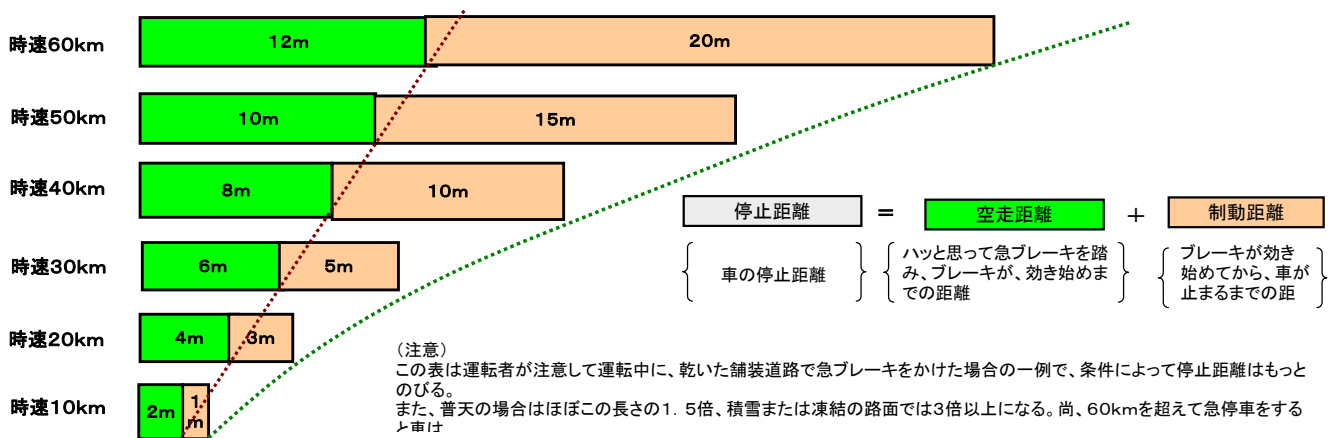 時速60km
12m
20m
時速50km
10m
15m
時速40km
8m
10m
停止距離 = 空走距離 + 制動距離
車の停止距離
ハッと思って急ブレーキを踏
み、ブレーキが、効き始めま
での距離
ブレーキが効き
始めてから、車が
止まるまでの距
時速30km
6m
5m
時速20km
4m
3m
(注意)
この表は運転者が注意して運転中に、乾いた舗装道路で急ブレーキをかけた場合の一例で、条件によって停止距離はもっと
のびる。
また、普天の場合はほぼこの長さの1.5倍、積雪または凍結の路面では3倍以上になる。尚、60kmを超えて急停車をする
と車は
時速10km
2m
1
m